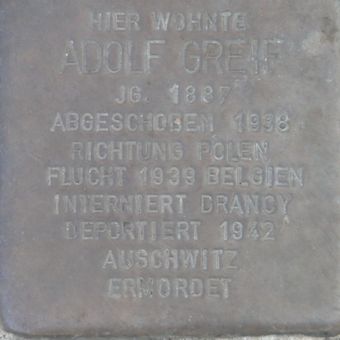 HIER WOHNTE
ADOLF GREIF
JG. 1887
ABGESCHOBEN 1938
RICHTUNG POLEN
FLUCHT 1939 BELGIEN
INTERNIERT DRANCY
DEPORTIERT 1942
AUSCHWITZ
ERMORDET